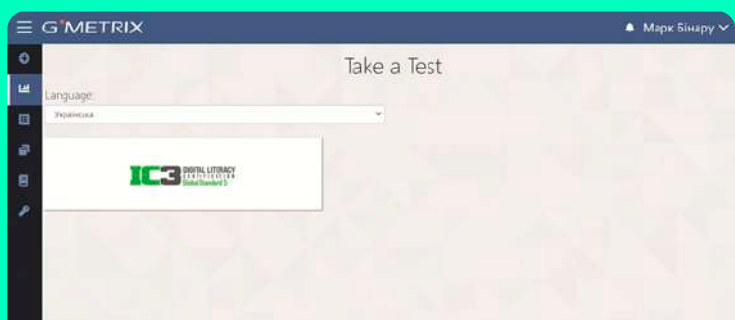 G*METRIX
Марк Бінару
Take a Test
Language:
Українська
IC3 DIGITAL LITERACY
CERTIFICATION
Global Standard 5